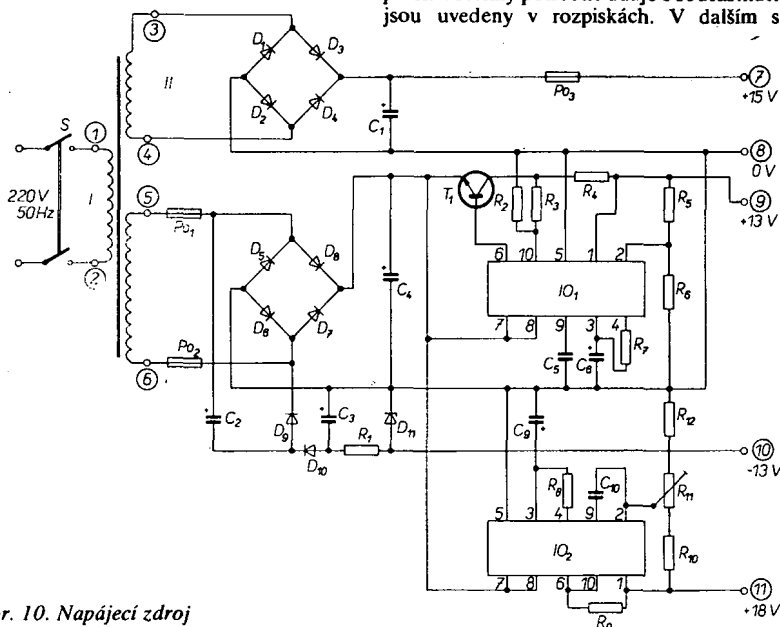 jsou uvedeny v rozpiskách. V dalším s
3
D1
D3
II
D2
D4
C1
Po3
7
+15 V
S
1
4
8
0 V
220 V
50 Hz
I
5
Po1
T1
R2
R3
R4
R5
9
+13 V
D5
D8
C4
6
10
5
1
2
IO1
R6
D6
D7
7
8
9
3
4
R7
2
Po2
6
C5
C6
C2
D9
C3
D11
C9
R12
D10
R1
10
-13 V
R8
C10
R11
5
3
4
9
2
IO2
R10
7
8
6
10
1
11
+18 V
R9
r. 10. Napájecí zdroj